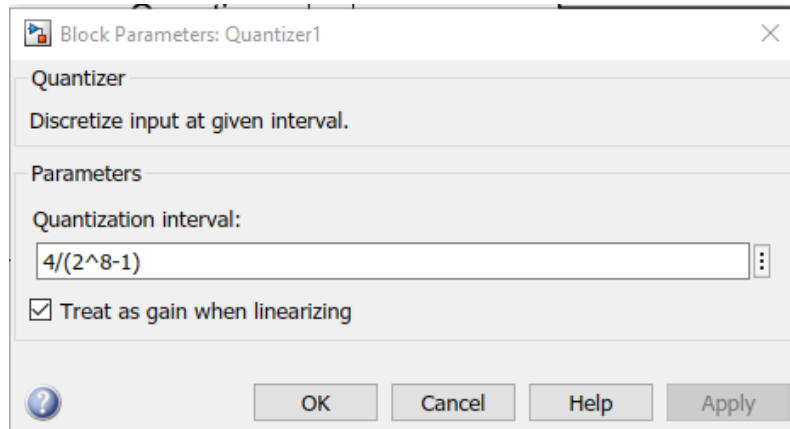 Block Parameters: Quantizer1
Quantizer
Discretize input at given interval.
Parameters
Quantization interval:
4/(2^8-1)
Treat as gain when linearizing
OK Cancel Help Apply